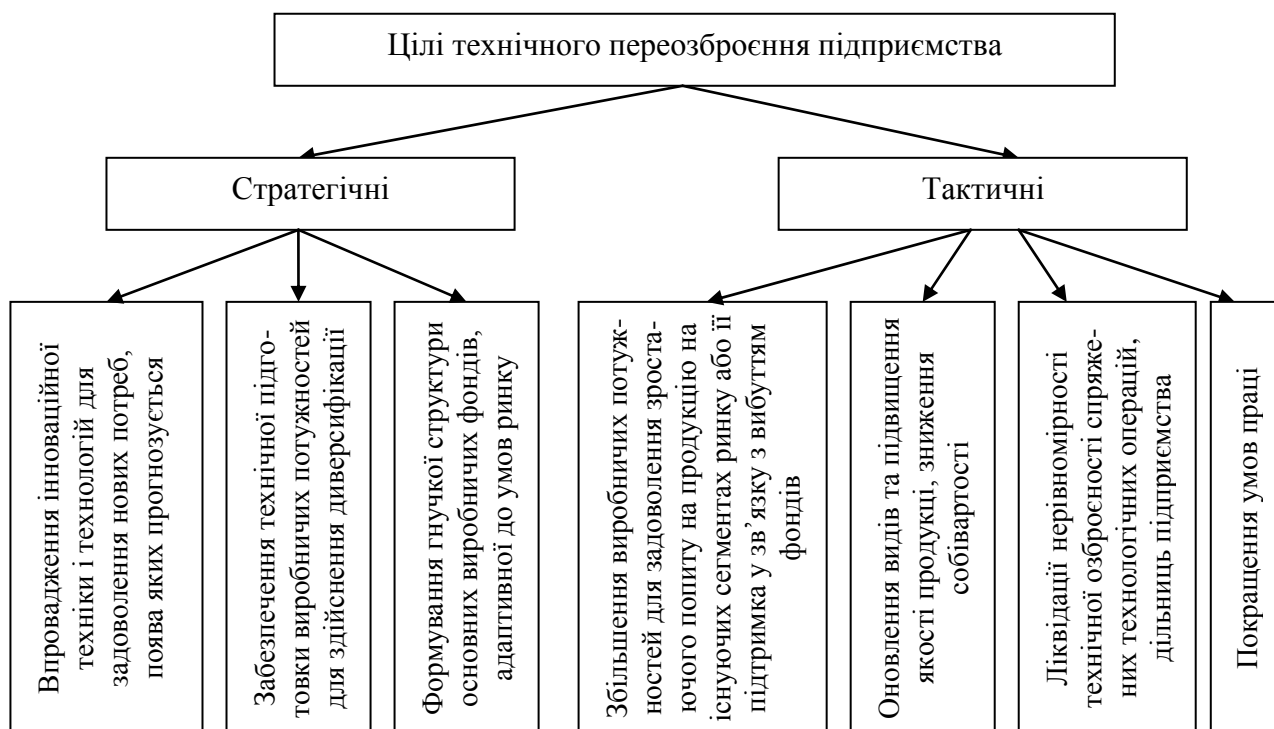 Цілі технічного переозброєння підприємства
Стратегічні
Тактичні
Впровадження інноваційної
техніки і технологій для
задоволення нових потреб,
поява яких прогнозується
Забезпечення технічної підго-
товки виробничих потужностей
для здійснення диверсифікації
Формування гнучкої структури
основних виробничих фондів,
адаптивної до умов ринку
Збільшення виробничих потуж-
ностей для задоволення зроста-
ючого попиту на продукцію на
існуючих сегментах ринку або її
підтримка у зв’язку з вибуттям
фондів
Оновлення видів та підвищення
якості продукції, зниження
собівартості
Ліквідації нерівномірності
технічної озброєності спряже-
них технологічних операцій,
дільниць підприємства
Покращення умов праці